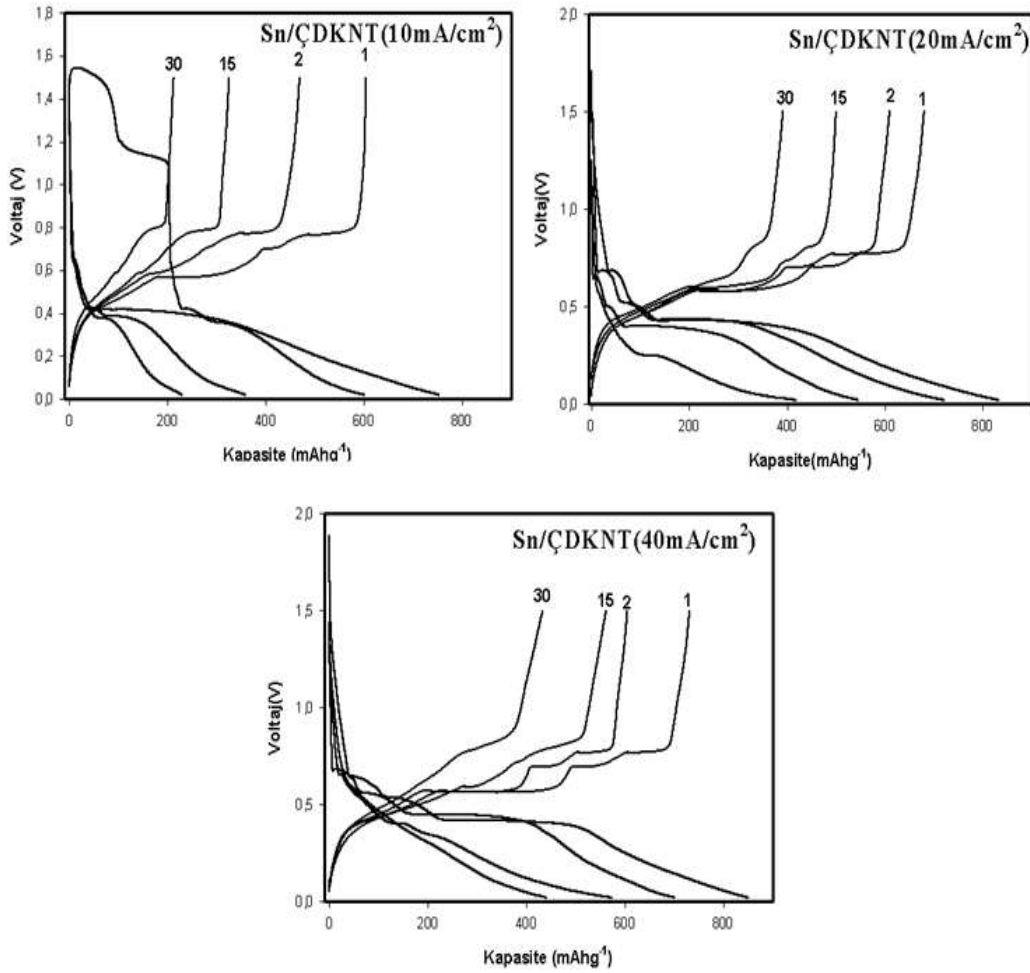 Sn/ÇDKNT(10mA/cm²)
30 15 2 1
1,8
1,6
1,4
1,2
1,0
0,8
0,6
0,4
0,2
0,0
Voltaj (V)
0 200 400 600 800
Kapasite (mAhg⁻¹)
Sn/ÇDKNT(20mA/cm²)
30 15 2 1
2,0
1,5
1,0
0,5
0,0
Voltaj(V)
0 200 400 600 800
Kapasite(mAhg⁻¹)
Sn/ÇDKNT(40mA/cm²)
30 15 2 1
2,0
1,5
1,0
0,5
0,0
Voltaj(V)
0 200 400 600 800
Kapasite (mAhg⁻¹)